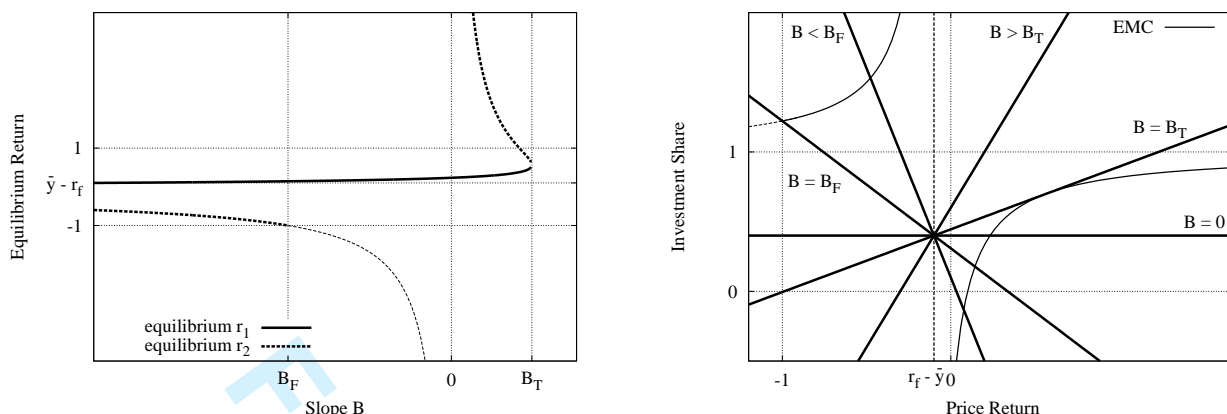 Equilibrium Return
1
ȳ - r_f
-1
equilibrium r_1
equilibrium r_2
B_F
0
B_T
Slope B
F
Investment Share
1
0
B < B_F
B > B_T
EMC
B = B_T
B = B_F
B = 0
-1
r_f - ȳ
0
Price Return